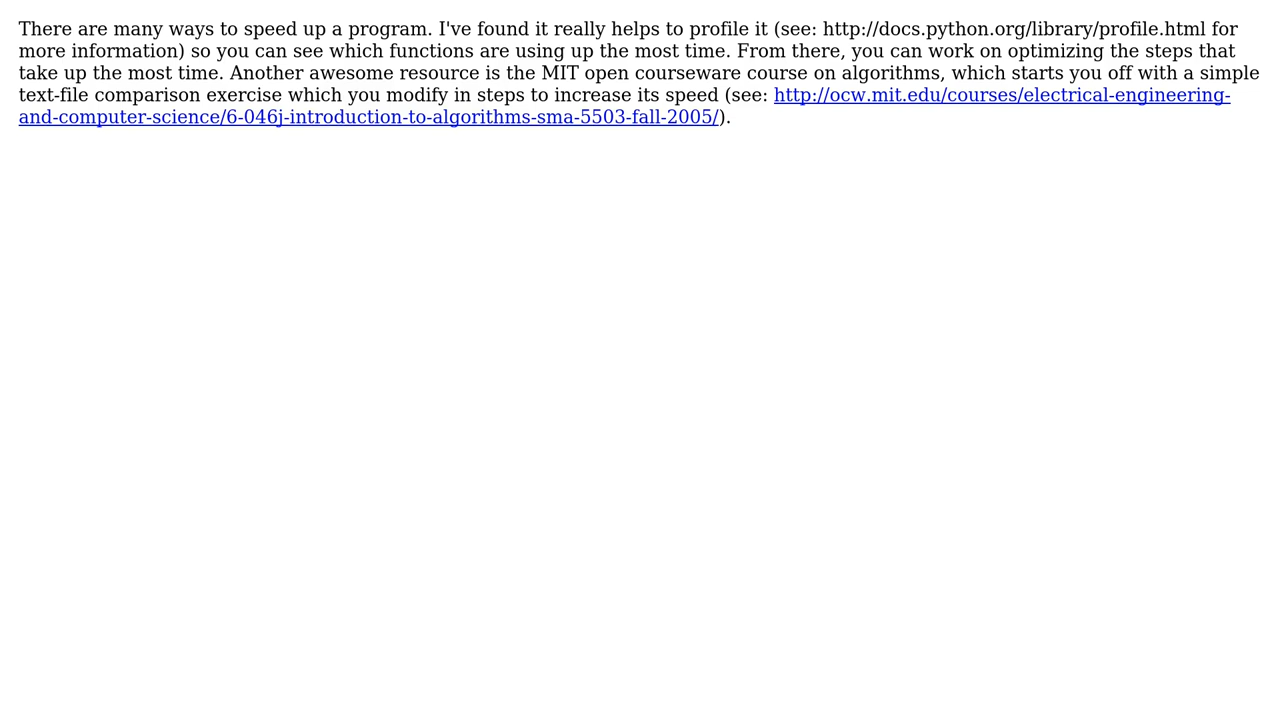 There are many ways to speed up a program. I've found it really helps to profile it (see: http://docs.python.org/library/profile.html for
more information) so you can see which functions are using up the most time. From there, you can work on optimizing the steps that
take up the most time. Another awesome resource is the MIT open courseware course on algorithms, which starts you off with a simple
text-file comparison exercise which you modify in steps to increase its speed (see: http://ocw.mit.edu/courses/electrical-engineering-
and-computer-science/6-046j-introduction-to-algorithms-sma-5503-fall-2005/).